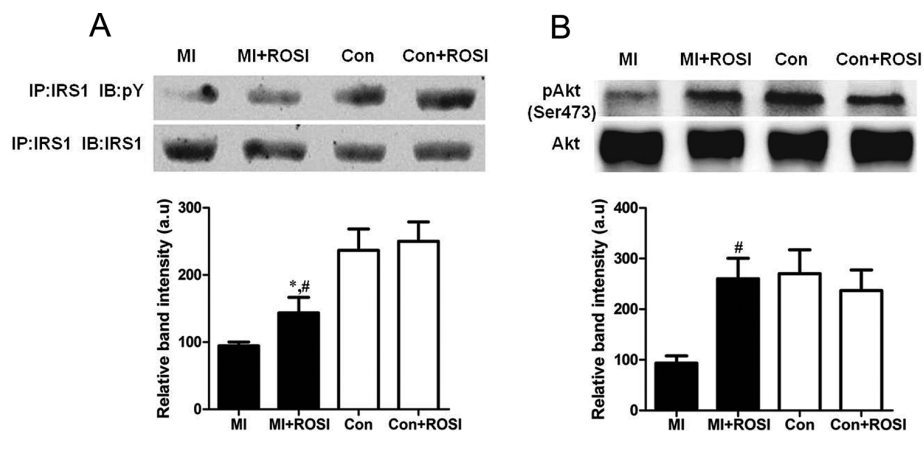 A
MI MI+ROSI Con Con+ROSI
IP:IRS1 IB:pY
IP:IRS1 IB:IRS1
Relative band intensity (a.u)
300
200
100
0
*,#
MI MI+ROSI Con Con+ROSI
B
MI MI+ROSI Con Con+ROSI
pAkt
(Ser473)
Akt
Relative band intensity (a.u)
400
300
200
100
0
#
MI MI+ROSI Con Con+ROSI